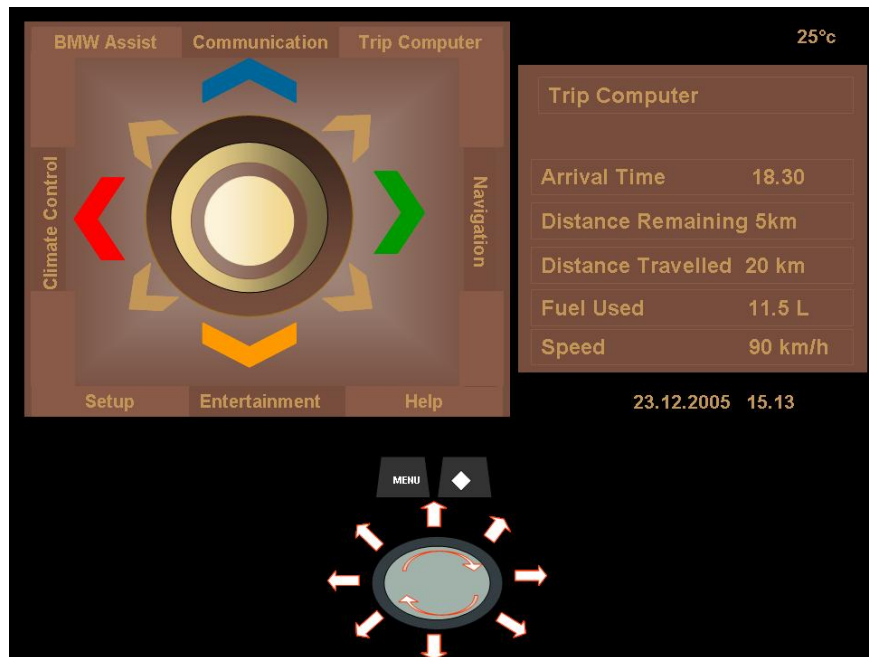 BMW Assist Communication Trip Computer
25°c
Climate Control
Navigation
Setup Entertainment Help
Trip Computer
Arrival Time 18.30
Distance Remaining 5km
Distance Travelled 20 km
Fuel Used 11.5 L
Speed 90 km/h
23.12.2005 15.13
MENU